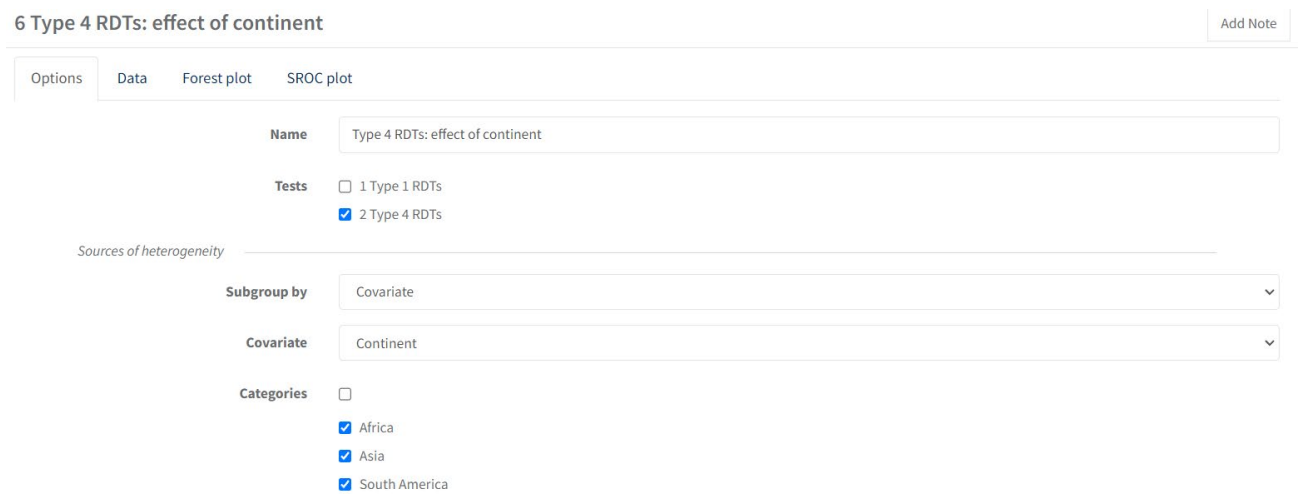 6 Type 4 RDTs: effect of continent
Add Note
Options Data Forest plot SROC plot
Name Type 4 RDTs: effect of continent
Tests 1 Type 1 RDTs
2 Type 4 RDTs
Sources of heterogeneity
Subgroup by Covariate
Covariate Continent
Categories
Africa
Asia
South America